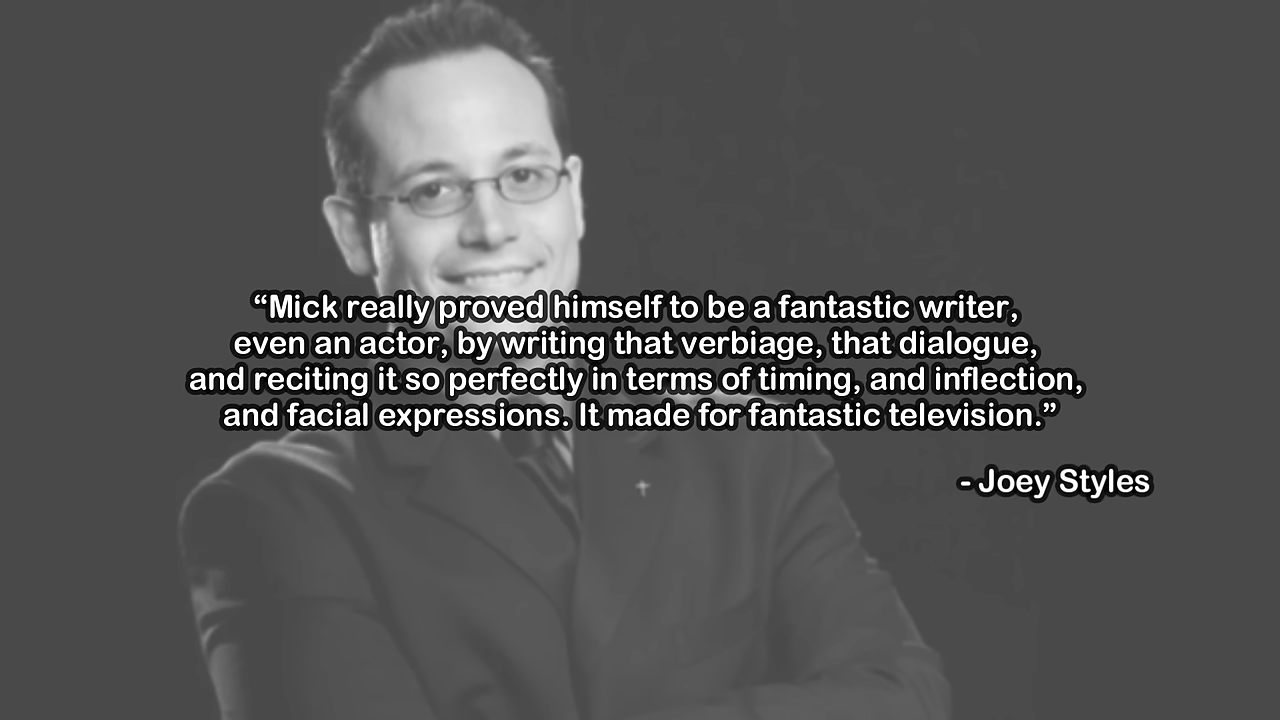 “Mick really proved himself to be a fantastic writer,
even an actor, by writing that verbiage, that dialogue,
and reciting it so perfectly in terms of timing, and inflection,
and facial expressions. It made for fantastic television.”
- Joey Styles